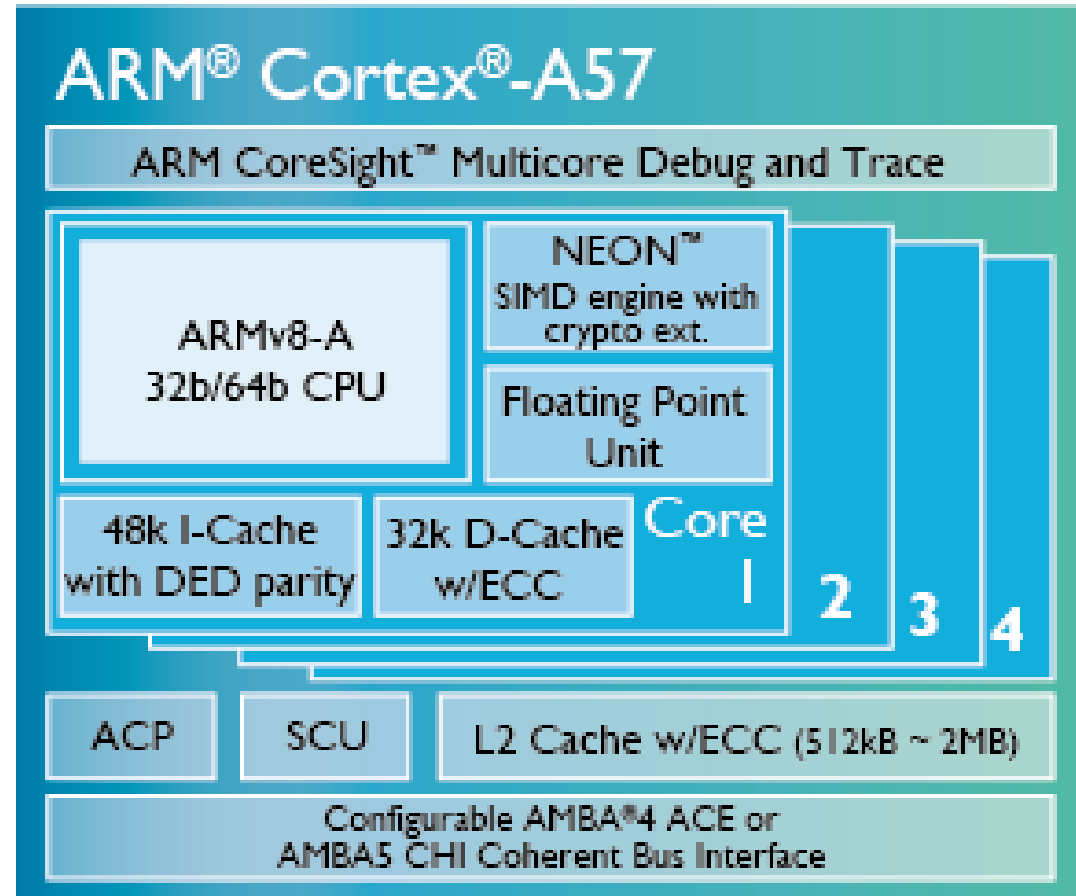 ARM® Cortex®-A57
ARM CoreSight™ Multicore Debug and Trace
ARMv8-A
32b/64b CPU
NEON™
SIMD engine with
crypto ext.
Floating Point
Unit
48k I-Cache
with DED parity
32k D-Cache
w/ECC
Core
1
2
3
4
ACP
SCU
L2 Cache w/ECC (512kB ~ 2MB)
Configurable AMBA®4 ACE or
AMBA5 CHI Coherent Bus Interface